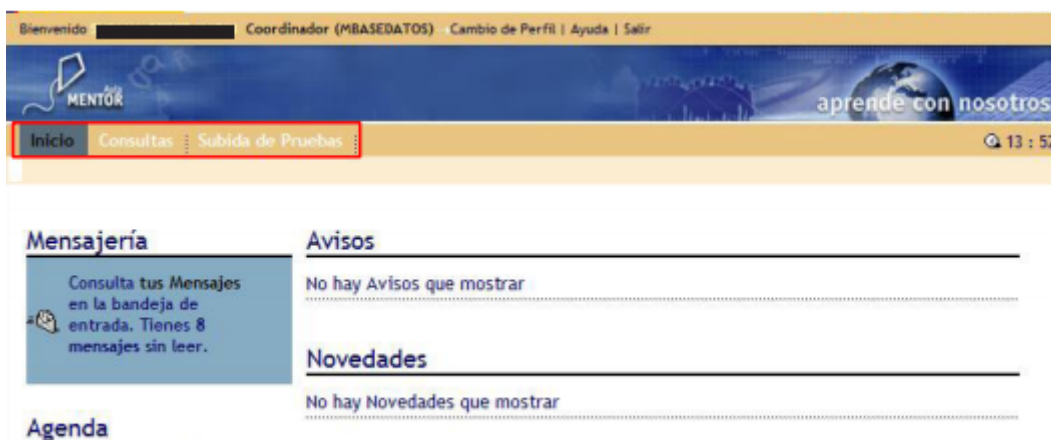 Bienvenido Coordinador (MBASEDATOS) Cambio de Perfil | Ayuda | Salir
Aula
MENTOR
aprende con nosotros
Inicio Consultas Subida de Pruebas
13 : 52
Mensajería
Consulta tus Mensajes
en la bandeja de
entrada. Tienes 8
mensajes sin leer.
Avisos
No hay Avisos que mostrar
Novedades
No hay Novedades que mostrar
Agenda